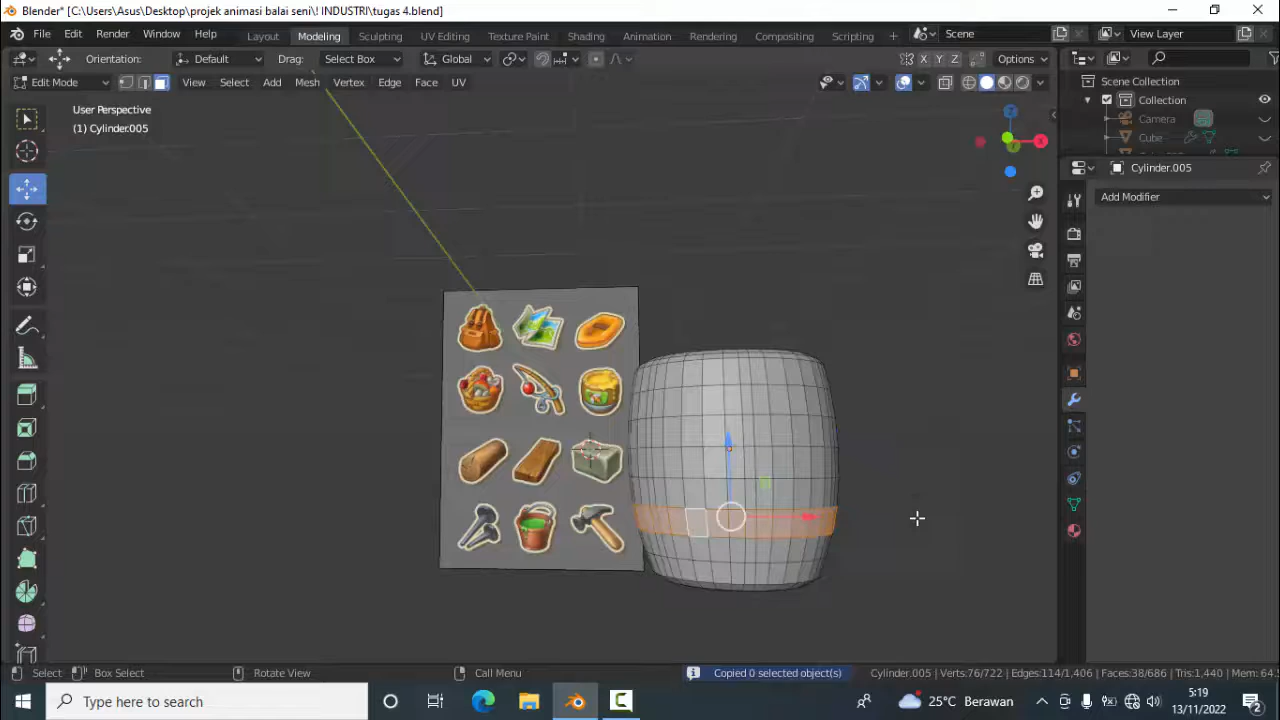 Blender* [C:\Users\Asus\Desktop\projek animasi balai seni\! INDUSTRI\tugas 4.blend]
File Edit Render Window Help Layout Modeling Sculpting UV Editing Texture Paint Shading Animation Rendering Compositing Scripting + Scene View Layer
Orientation: Default Drag: Select Box Global X Y Z Options
Edit Mode View Select Add Mesh Vertex Edge Face UV
Scene Collection
Collection
Camera
Cube
User Perspective
(1) Cylinder.005
Cylinder.005
Add Modifier
Select Box Select Rotate View Call Menu Copied 0 selected object(s) Cylinder.005 | Verts:76/722 | Edges:114/1,406 | Faces:38/686 | Tris:1,440 | Mem: 64.
Type here to search 25°C Berawan 5:19
13/11/2022 2